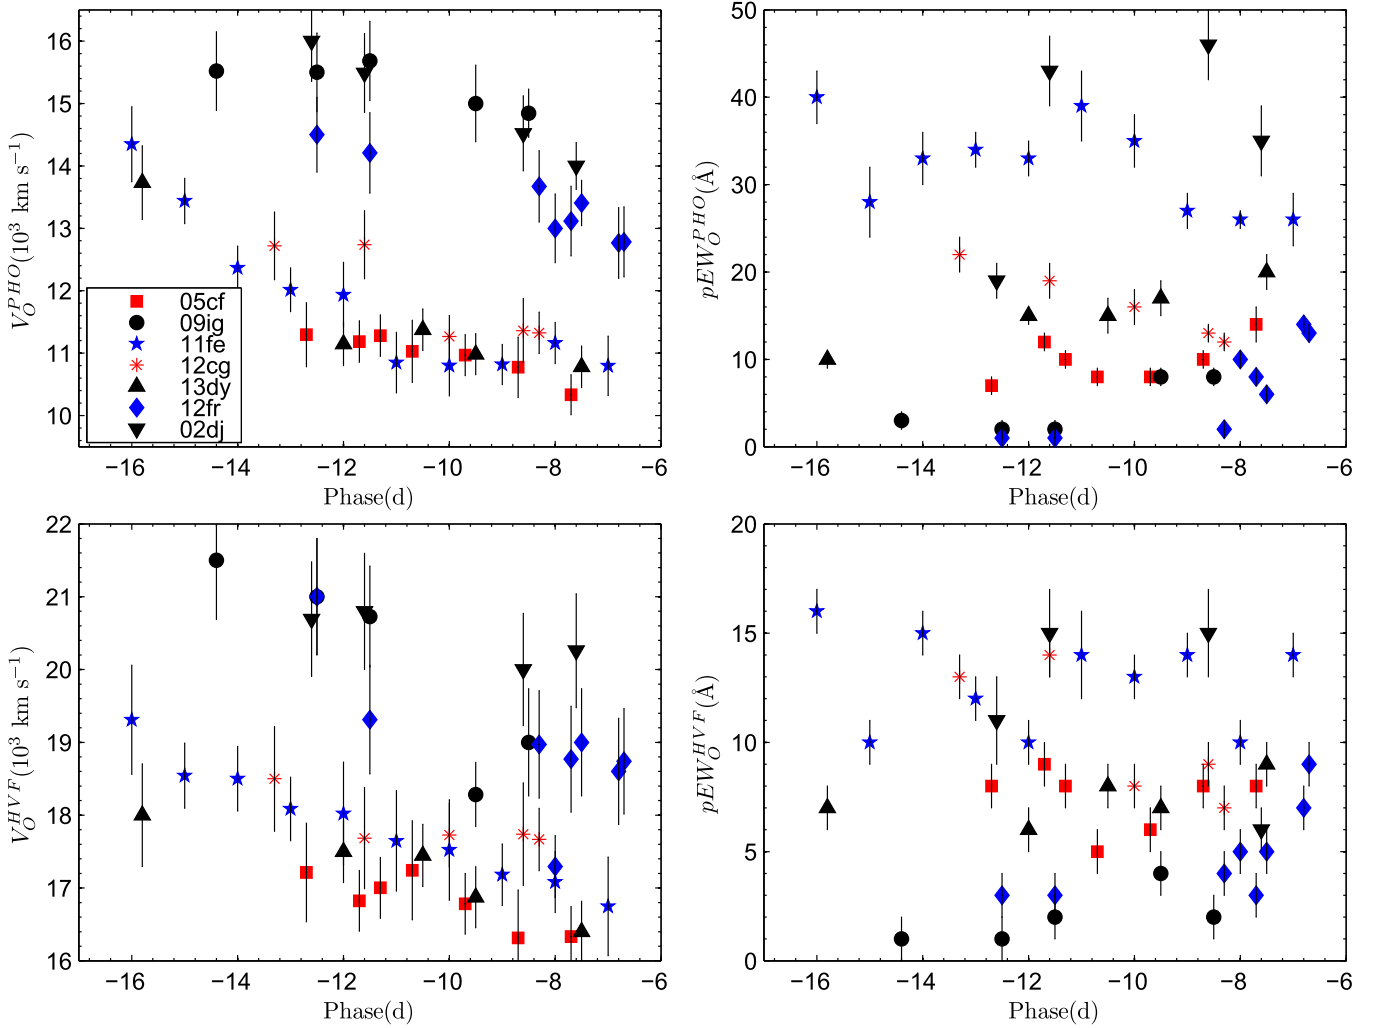 16
15
14
13
12
11
10
V_O^{PHO}(10^3 km s^{-1})
05cf
09ig
11fe
12cg
13dy
12fr
02dj
−16 −14 −12 −10 −8 −6
Phase(d)
50
40
30
20
10
0
pEW_O^{PHO}(Å)
−16 −14 −12 −10 −8 −6
Phase(d)
22
21
20
19
18
17
16
V_O^{HVF}(10^3 km s^{-1})
−16 −14 −12 −10 −8 −6
Phase(d)
20
15
10
5
0
pEW_O^{HVF}(Å)
−16 −14 −12 −10 −8 −6
Phase(d)